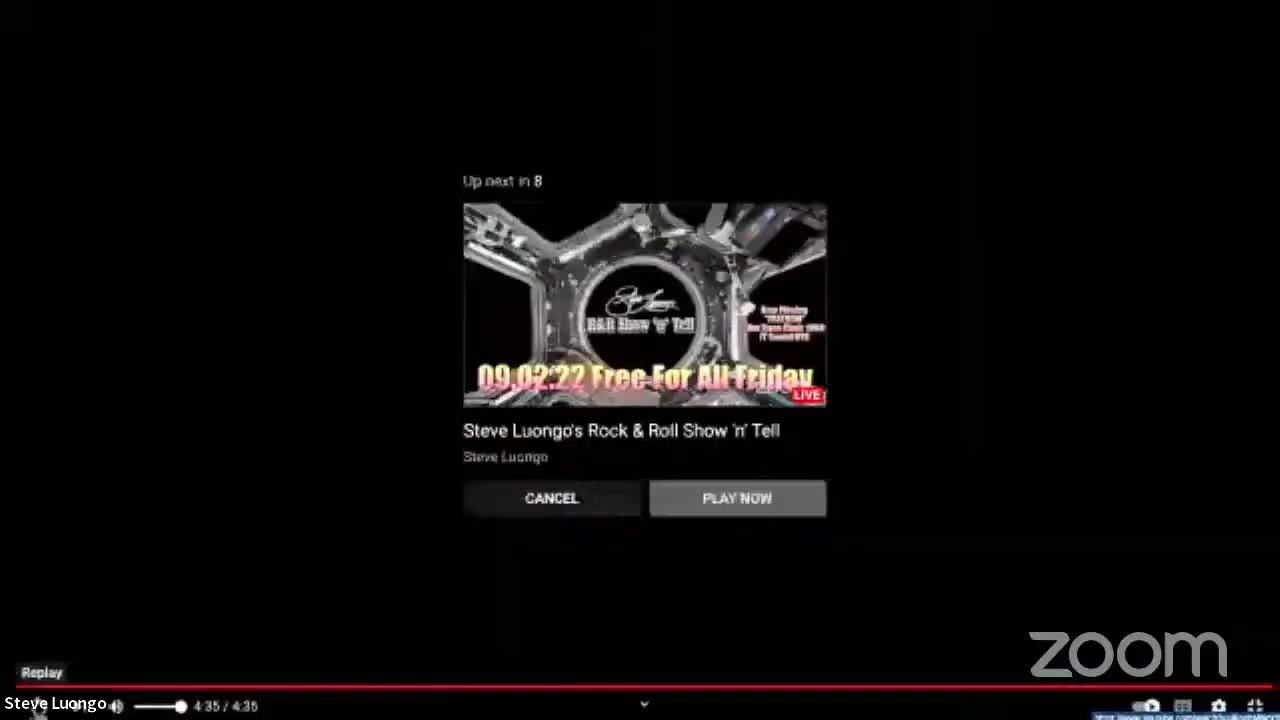 Up next in 8
R&R Show 'n' Tell
09.02.22 Free For All Friday
LIVE
Steve Luongo's Rock & Roll Show 'n' Tell
Steve Luongo
CANCEL
PLAY NOW
zoom
Replay
Steve Luongo
4:35 / 4:35